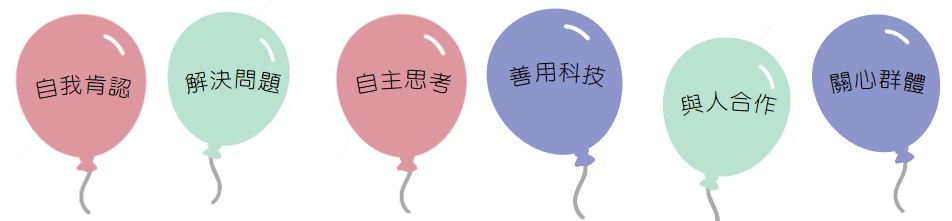 自我肯認
解決問題
自主思考
善用科技
與人合作
關心群體